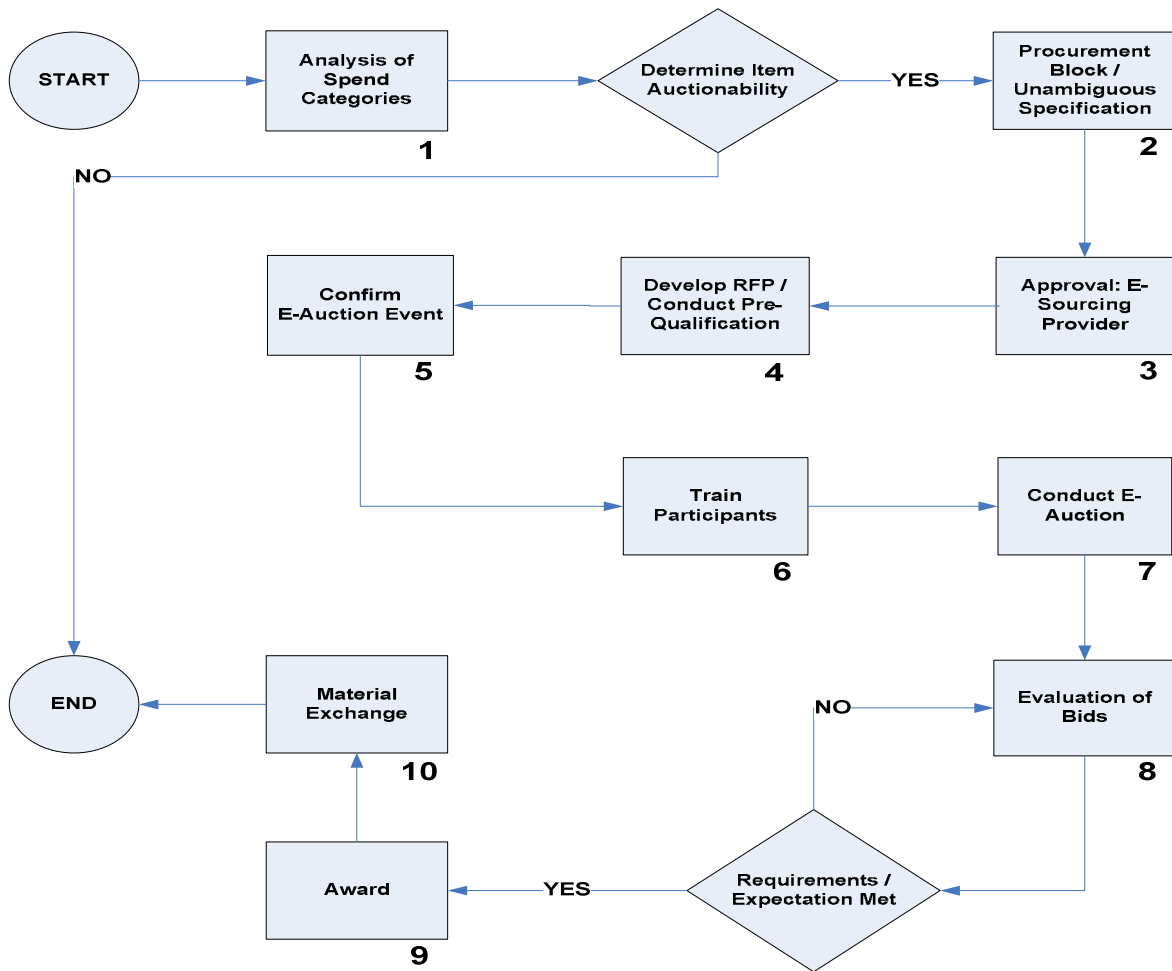 START
Analysis of
Spend
Categories
1
Determine Item
Auctionability
YES
Procurement
Block /
Unambiguous
Specification
2
NO
Confirm
E-Auction Event
5
Develop RFP /
Conduct Pre-
Qualification
4
Approval: E-
Sourcing
Provider
3
Train
Participants
6
Conduct E-
Auction
7
END
Material
Exchange
10
NO
Evaluation of
Bids
8
Award
9
YES
Requirements /
Expectation Met